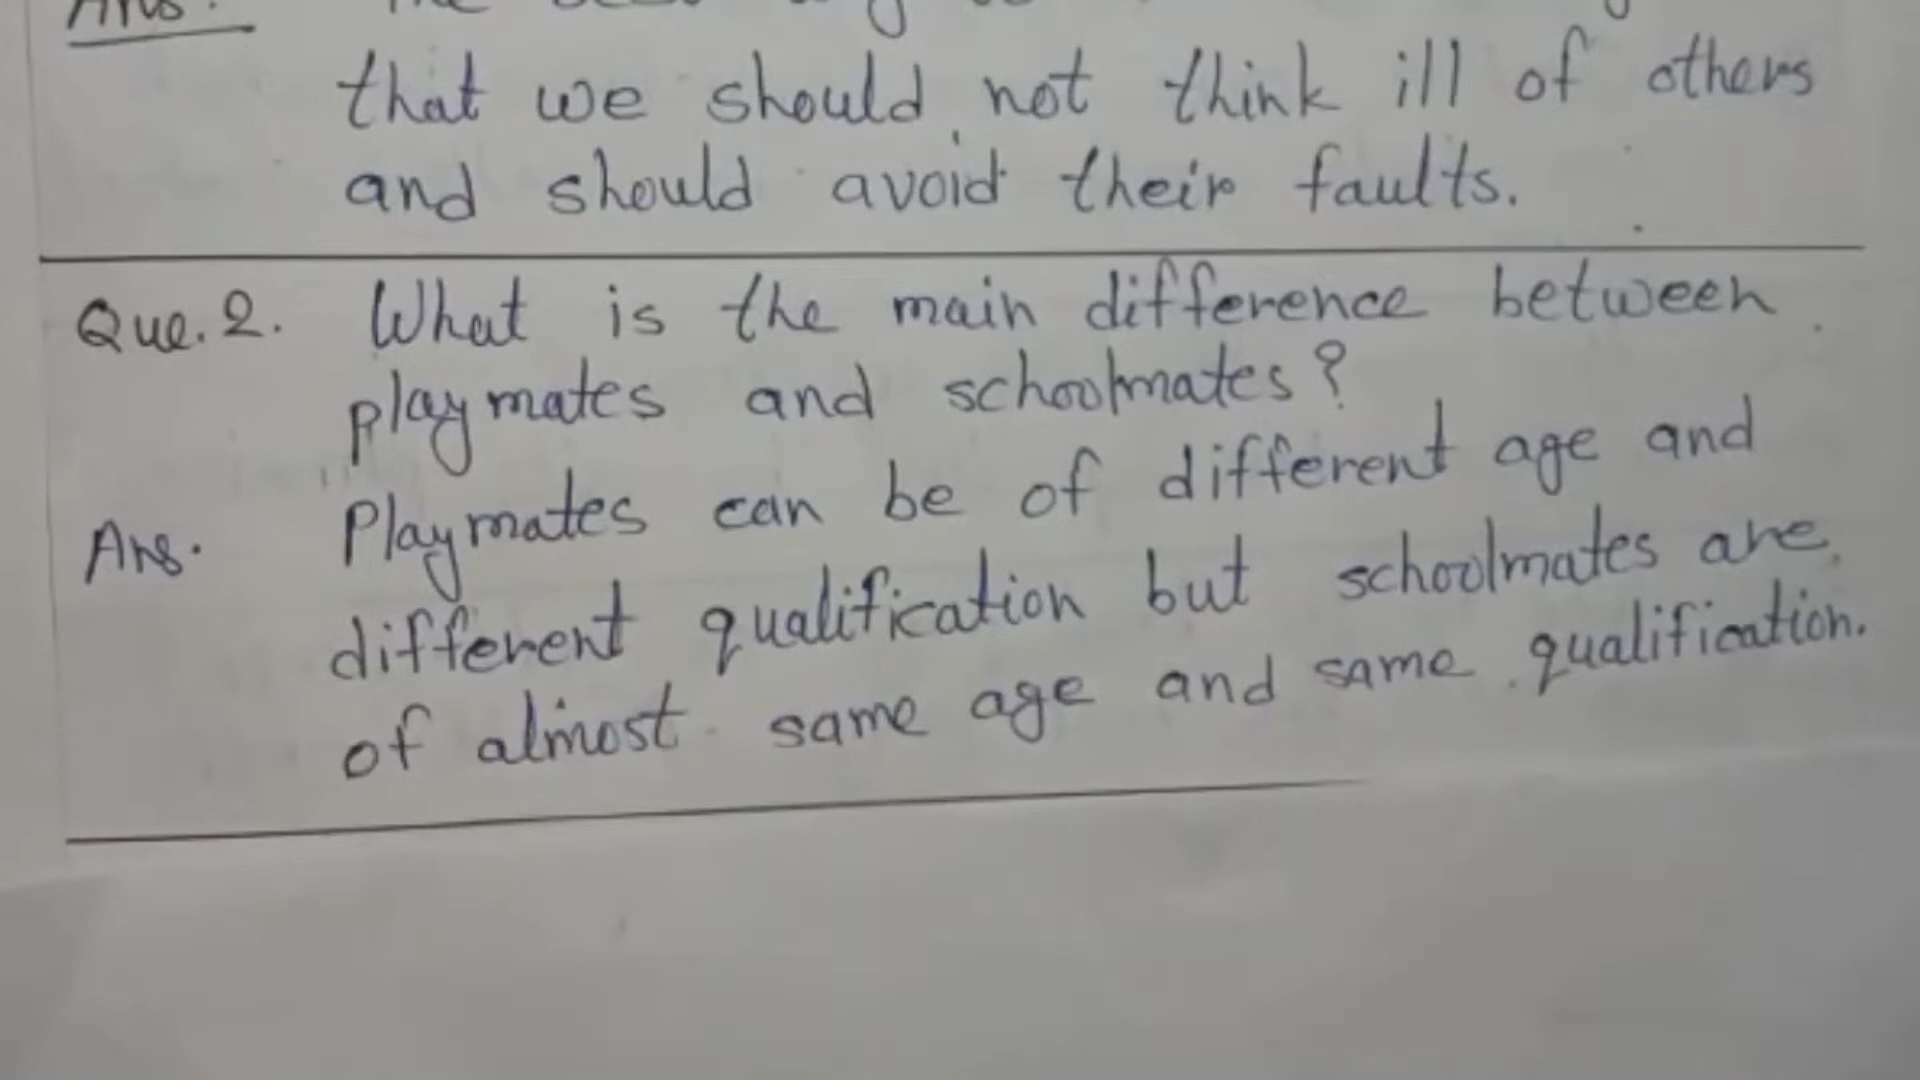 Ans.
that we should not think ill of others
and should avoid their faults.
Que. 2. What is the main difference between
playmates and schoolmates?
Ans. Playmates can be of different age and
different qualification but schoolmates are
of almost same age and same qualification.